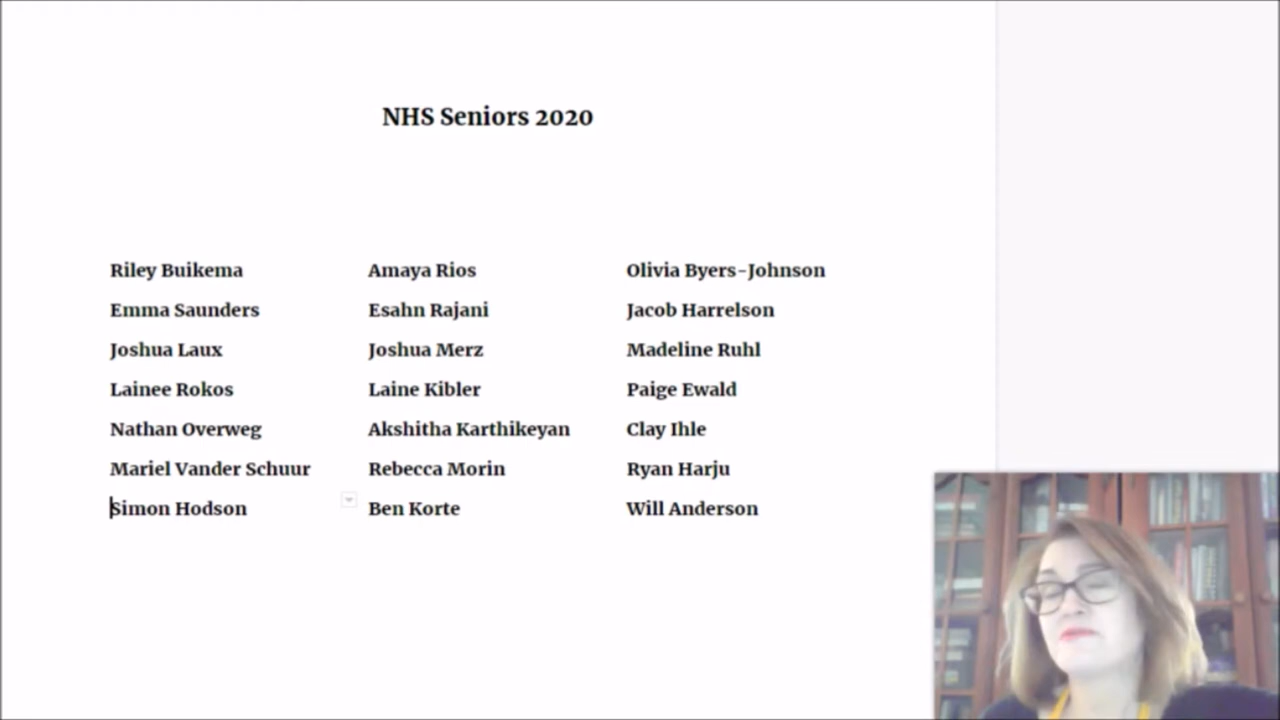 NHS Seniors 2020
Riley Buikema Amaya Rios Olivia Byers-Johnson
Emma Saunders Esahn Rajani Jacob Harrelson
Joshua Laux Joshua Merz Madeline Ruhl
Lainee Rokos Laine Kibler Paige Ewald
Nathan Overweg Akshitha Karthikeyan Clay Ihle
Mariel Vander Schuur Rebecca Morin Ryan Harju
Simon Hodson Ben Korte Will Anderson